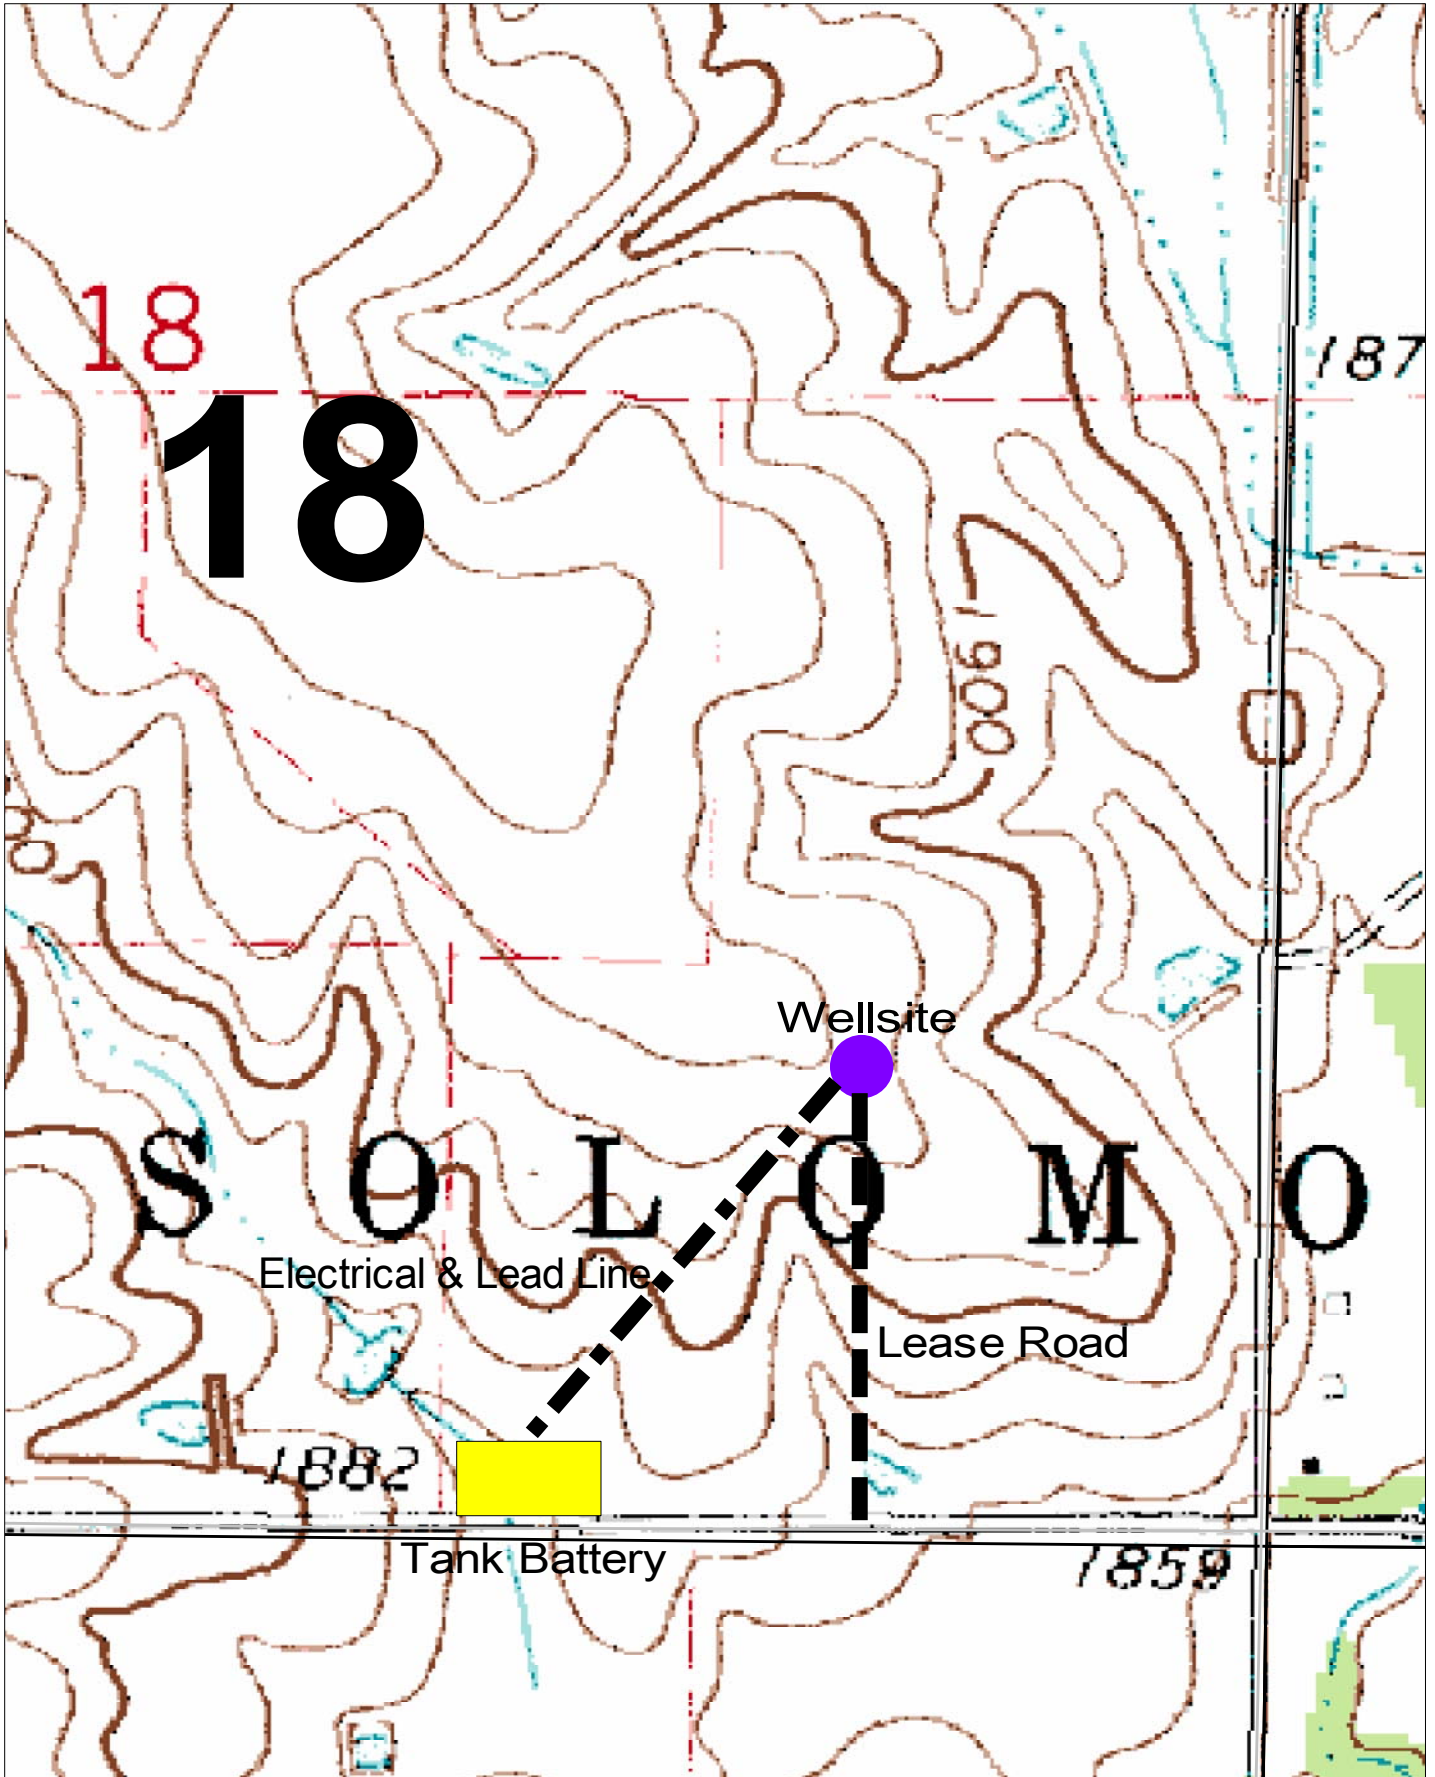 18
187
18
1900
Wellsite
S O L O M O
Electrical & Lead Line
Lease Road
1882
Tank Battery
1859